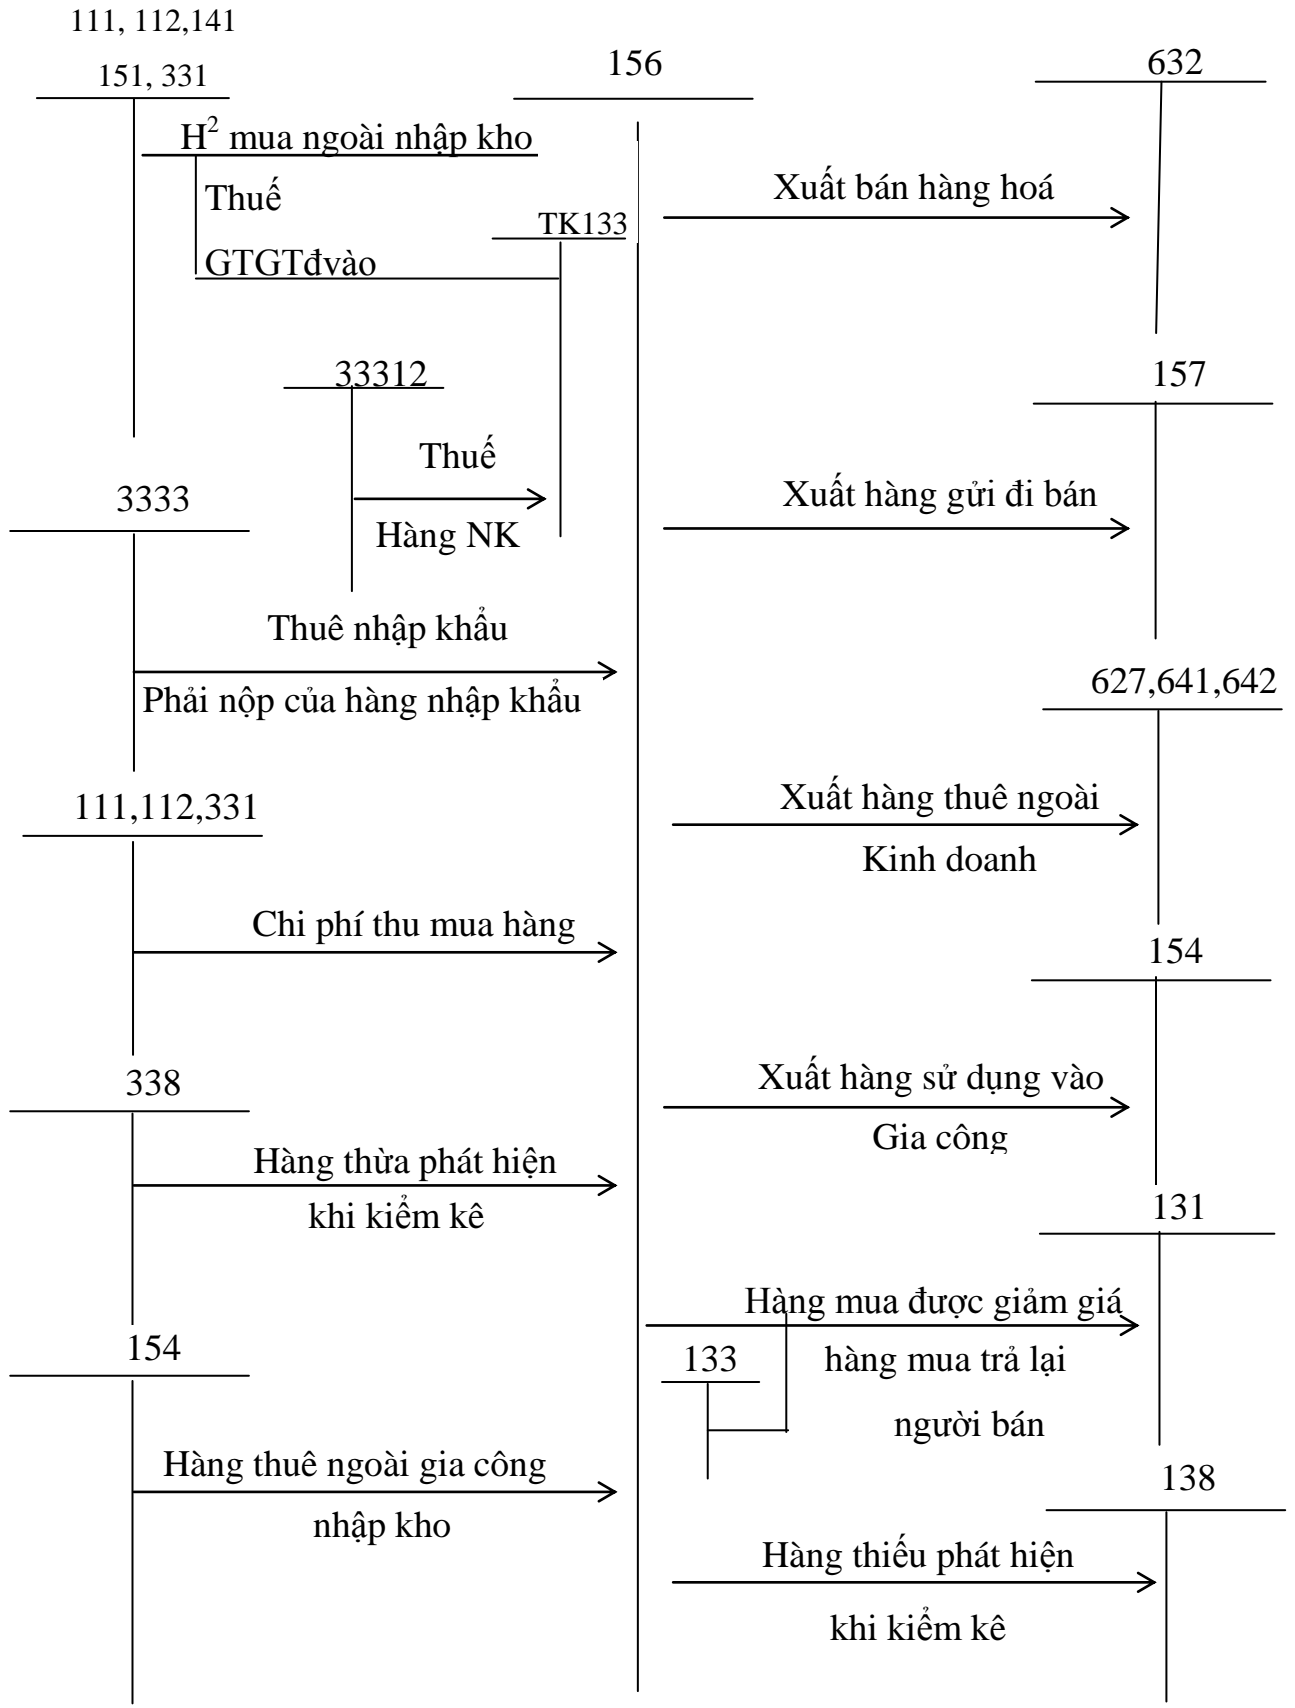 111, 112,141
151, 331
156
632
H² mua ngoài nhập kho
Thuế
GTGTđvào
TK133
Xuất bán hàng hoá
33312
157
Thuế
Hàng NK
3333
Xuất hàng gửi đi bán
Thuê nhập khẩu
Phải nộp của hàng nhập khẩu
627,641,642
111,112,331
Xuất hàng thuê ngoài
Kinh doanh
Chi phí thu mua hàng
154
338
Xuất hàng sử dụng vào
Gia công
Hàng thừa phát hiện
khi kiểm kê
131
Hàng mua được giảm giá
hàng mua trả lại
người bán
133
154
Hàng thuê ngoài gia công
nhập kho
138
Hàng thiếu phát hiện
khi kiểm kê